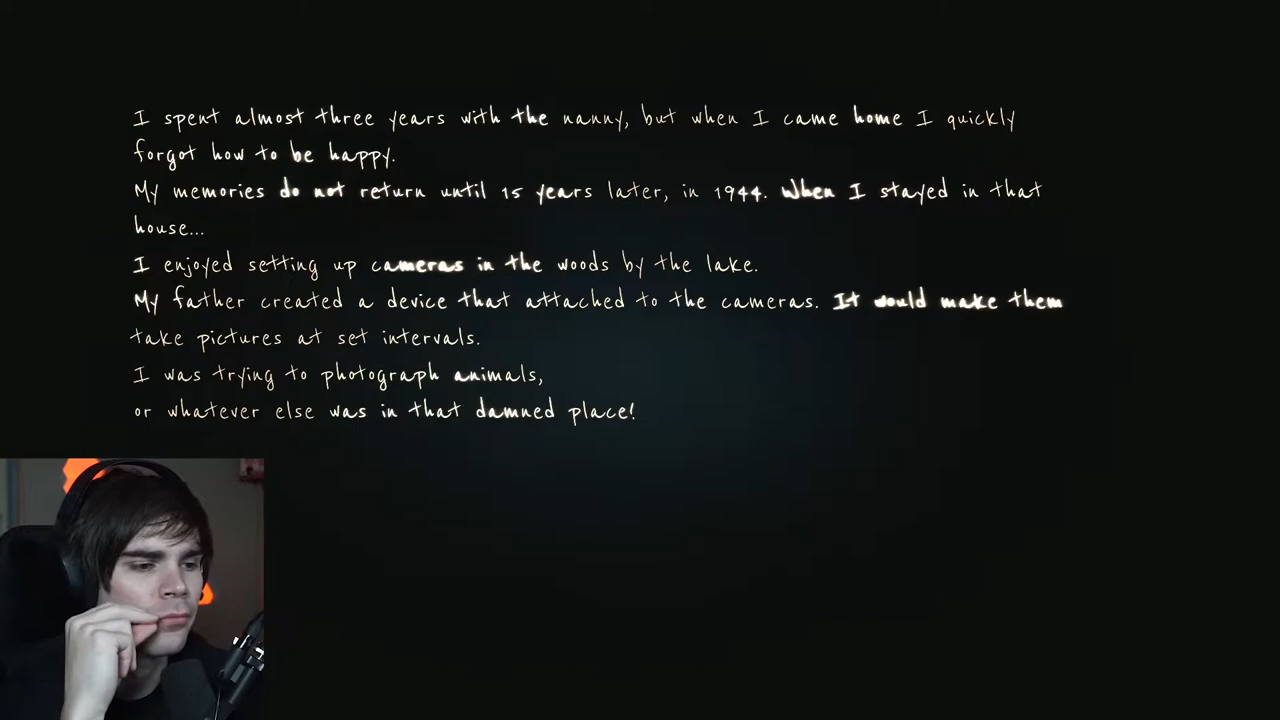 I spent almost three years with the nanny, but when I came home I quickly
forgot how to be happy.
My memories do not return until 15 years later, in 1944. When I stayed in that
house...
I enjoyed setting up cameras in the woods by the lake.
My father created a device that attached to the cameras. It would make them
take pictures at set intervals.
I was trying to photograph animals,
or whatever else was in that damned place!